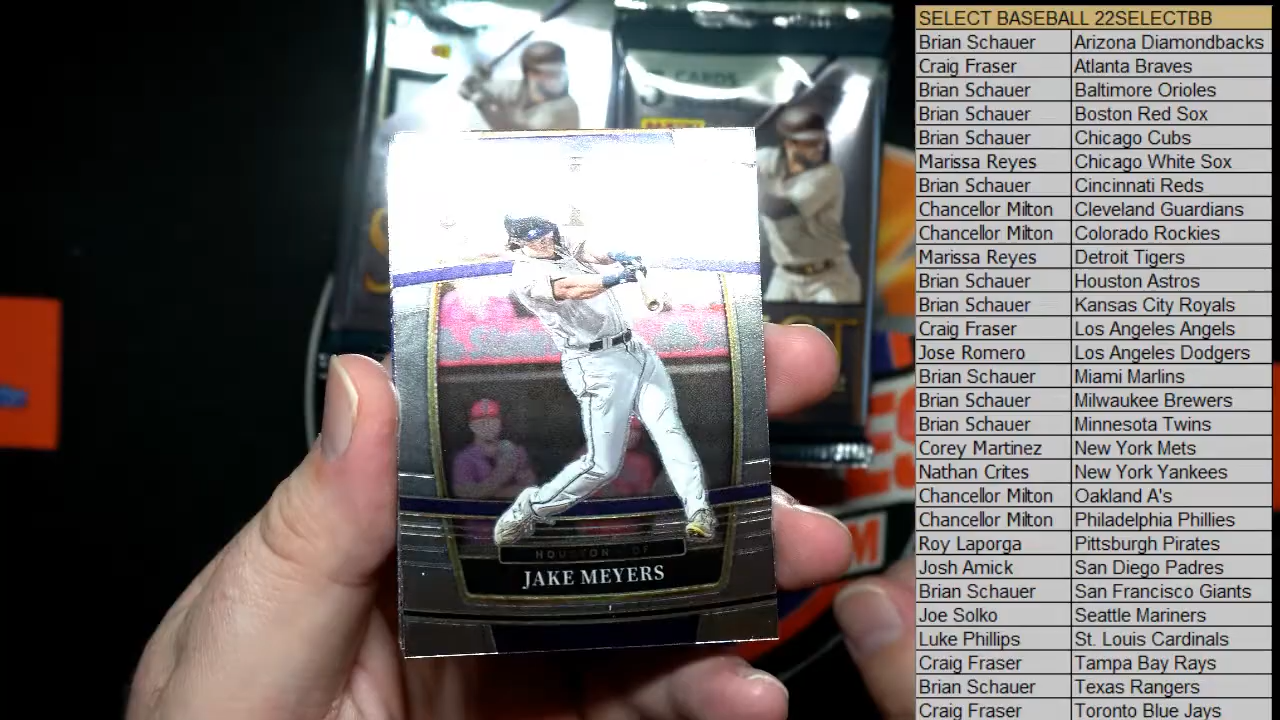 SELECT BASEBALL 22SELECTBB
Brian Schauer Arizona Diamondbacks
Craig Fraser Atlanta Braves
Brian Schauer Baltimore Orioles
Brian Schauer Boston Red Sox
Brian Schauer Chicago Cubs
Marissa Reyes Chicago White Sox
Brian Schauer Cincinnati Reds
Chancellor Milton Cleveland Guardians
Chancellor Milton Colorado Rockies
Marissa Reyes Detroit Tigers
Brian Schauer Houston Astros
Brian Schauer Kansas City Royals
Craig Fraser Los Angeles Angels
Jose Romero Los Angeles Dodgers
Brian Schauer Miami Marlins
Brian Schauer Milwaukee Brewers
Brian Schauer Minnesota Twins
Corey Martinez New York Mets
Nathan Crites New York Yankees
Chancellor Milton Oakland A's
Chancellor Milton Philadelphia Phillies
Roy Laporga Pittsburgh Pirates
Josh Amick San Diego Padres
Brian Schauer San Francisco Giants
Joe Solko Seattle Mariners
Luke Phillips St. Louis Cardinals
Craig Fraser Tampa Bay Rays
Brian Schauer Texas Rangers
Craig Fraser Toronto Blue Jays
CARDS
HOUSTON OF
JAKE MEYERS